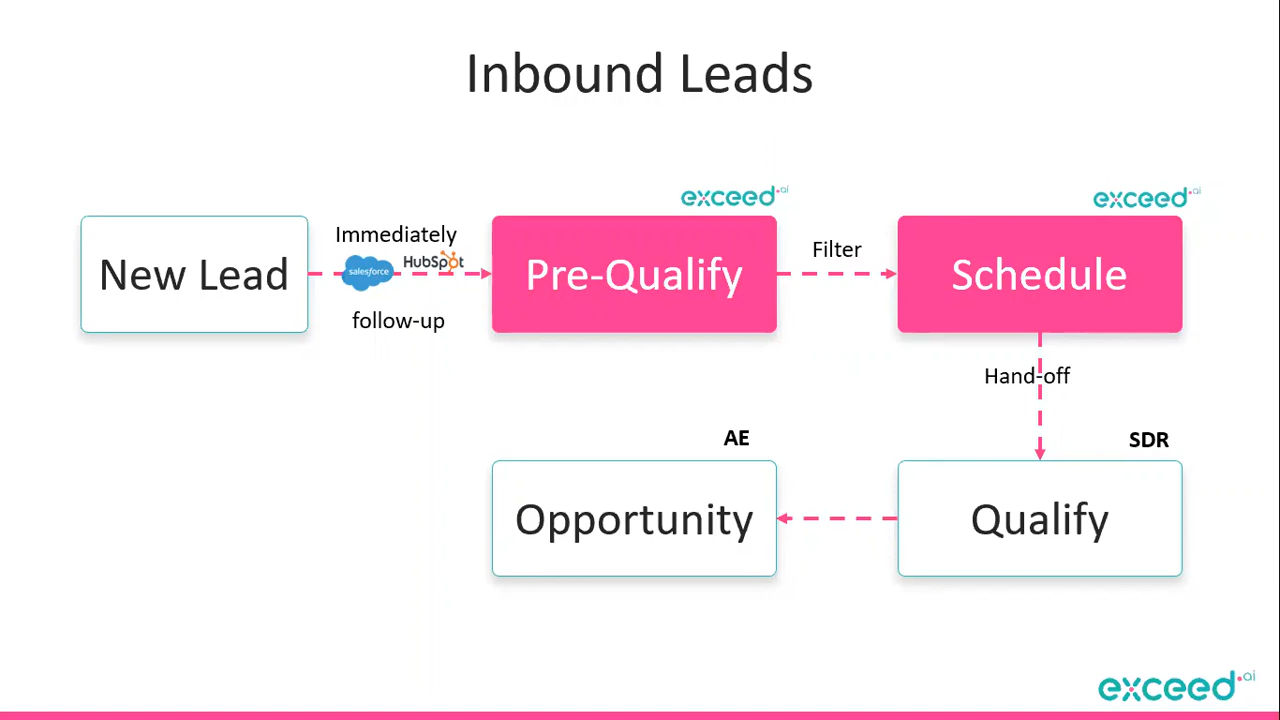 Inbound Leads
exceed.ai
exceed.ai
New Lead
Immediately
salesforce
HubSpot
follow-up
Pre-Qualify
Filter
Schedule
Hand-off
AE
SDR
Opportunity
Qualify
exceed.ai